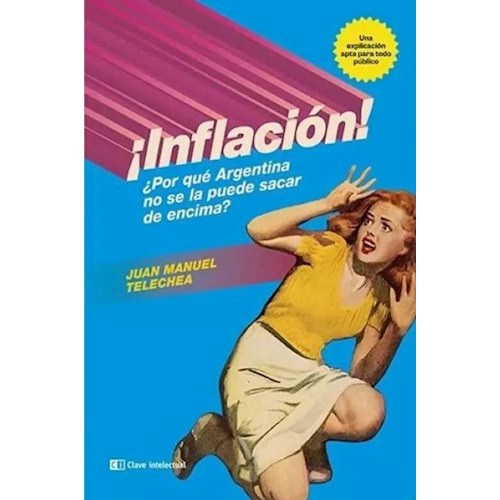 Una
explicación
apta para todo
público
¡Inflación!
¿Por qué Argentina
no se la puede sacar
de encima?
JUAN MANUEL
TELECHEA
CI Clave intelectual